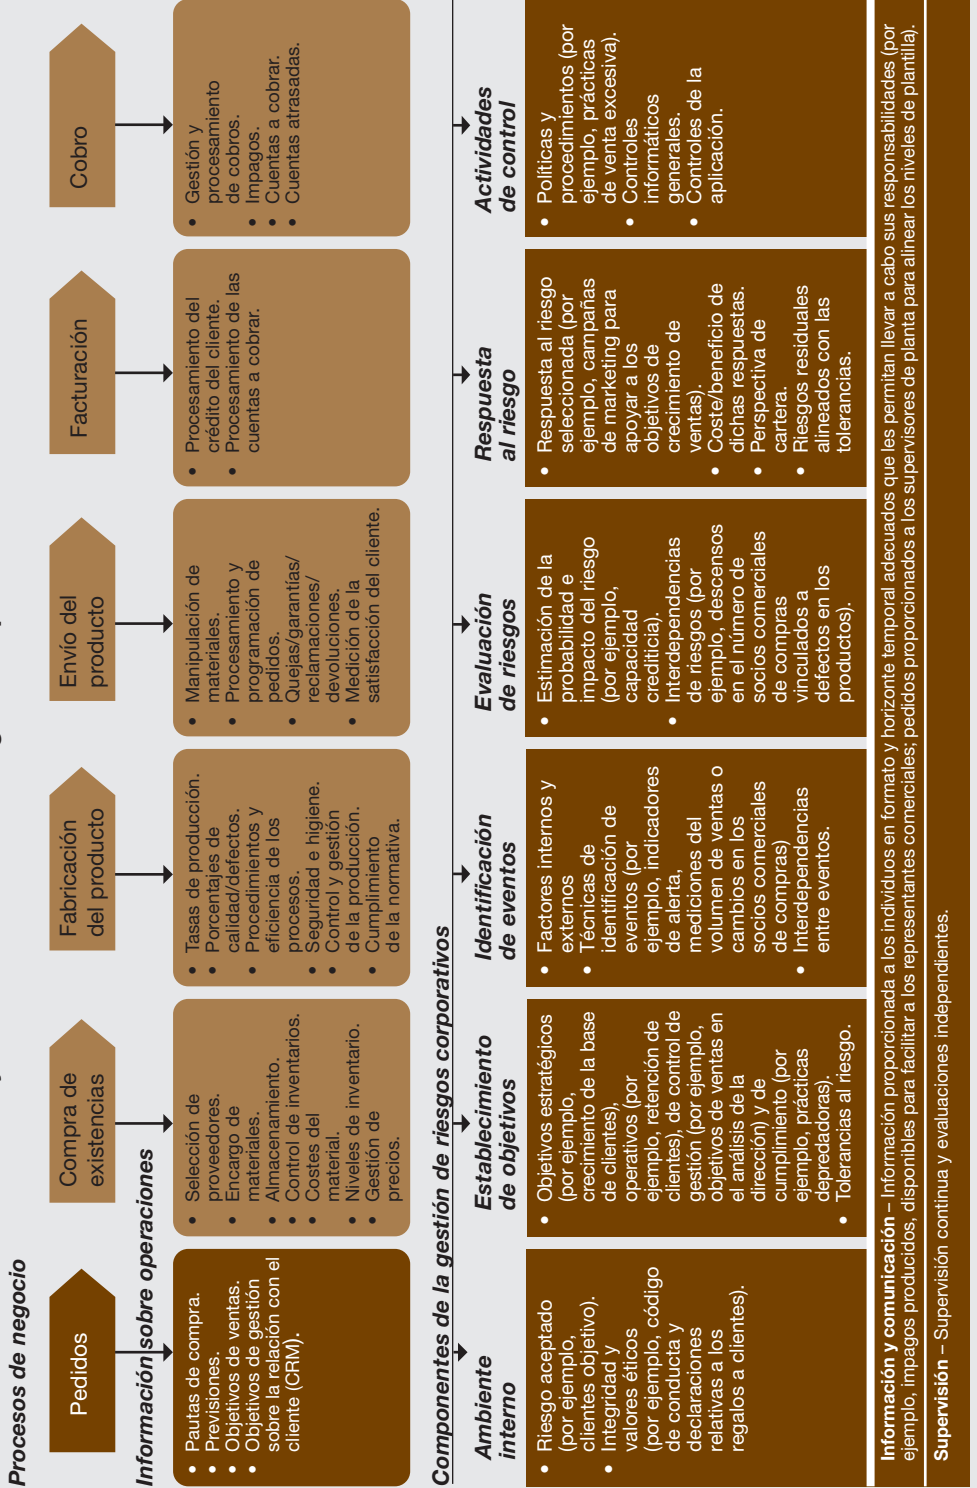 Procesos de negocio
Pedidos
Compra de
existencias
Fabricación
del producto
Envío del
producto
Facturación
Cobro
Información sobre operaciones
• Pautas de compra.
• Previsiones.
• Objetivos de ventas.
• Objetivos de gestión
sobre la relación con el
cliente (CRM).
• Selección de
proveedores.
• Encargo de
materiales.
• Almacenamiento.
• Control de inventarios.
• Costes del
material.
• Niveles de inventario.
• Gestión de
precios.
• Tasas de producción.
• Porcentajes de
calidad/defectos.
• Procedimientos y
eficiencia de los
procesos.
• Seguridad e higiene.
• Control y gestión
de la producción.
• Cumplimiento
de la normativa.
• Manipulación de
materiales.
• Procesamiento y
programación de
pedidos.
• Quejas/garantías/
reclamaciones/
devoluciones.
• Medición de la
satisfacción del cliente.
• Procesamiento del
crédito del cliente.
• Procesamiento de las
cuentas a cobrar.
• Gestión y
procesamiento
de cobros.
• Impagos.
• Cuentas a cobrar.
• Cuentas atrasadas.
Componentes de la gestión de riesgos corporativos
Ambiente
interno
Establecimiento
de objetivos
Identificación
de eventos
Evaluación
de riesgos
Respuesta
al riesgo
Actividades
de control
• Riesgo aceptado
(por ejemplo,
clientes objetivo).
• Integridad y
valores éticos
(por ejemplo, código
de conducta y
declaraciones
relativas a los
regalos a clientes).
• Objetivos estratégicos
(por ejemplo,
crecimiento de la base
de clientes),
operativos (por
ejemplo, retención de
clientes), de control de
gestión (por ejemplo,
objetivos de ventas en
el análisis de la
dirección) y de
cumplimiento (por
ejemplo, prácticas
depredadoras).
• Tolerancias al riesgo.
• Factores internos y
externos
• Técnicas de
identificación de
eventos (por
ejemplo, indicadores
de alerta,
mediciones del
volumen de ventas o
cambios en los
socios comerciales
de compras)
• Interdependencias
entre eventos.
• Estimación de la
probabilidad e
impacto del riesgo
(por ejemplo,
capacidad
crediticia).
• Interdependencias
de riesgos (por
ejemplo, descensos
en el número de
socios comerciales
de compras
vinculados a
defectos en los
productos).
• Respuesta al riesgo
seleccionada (por
ejemplo, campañas
de marketing para
apoyar a los
objetivos de
crecimiento de
ventas).
• Coste/beneficio de
dichas respuestas.
• Perspectiva de
cartera.
• Riesgos residuales
alineados con las
tolerancias.
• Políticas y
procedimientos (por
ejemplo, prácticas
de venta excesiva).
• Controles
informáticos
generales.
• Controles de la
aplicación.
Información y comunicación – Información proporcionada a los individuos en formato y horizonte temporal adecuados que les permitan llevar a cabo sus responsabilidades (por
ejemplo, impagos producidos, disponibles para facilitar a los representantes comerciales; pedidos proporcionados a los supervisores de planta para alinear los niveles de plantilla).
Supervisión – Supervisión continua y evaluaciones independientes.